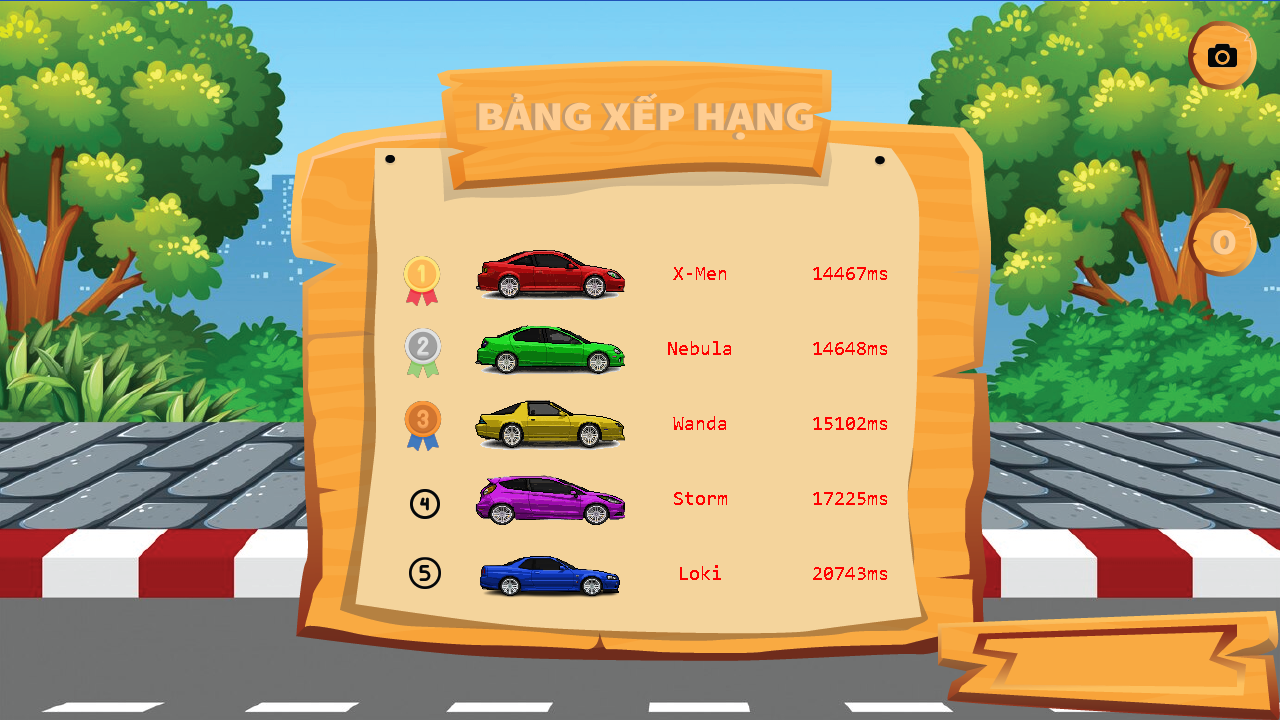 BẢNG XẾP HẠNG
1 X-Men 14467ms
2 Nebula 14648ms
O
3 Wanda 15102ms
4 Storm 17225ms
5 Loki 20743ms